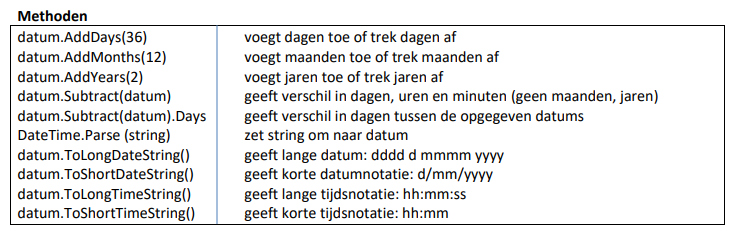 Methoden
datum.AddDays(36) voegt dagen toe of trek dagen af
datum.AddMonths(12) voegt maanden toe of trek maanden af
datum.AddYears(2) voegt jaren toe of trek jaren af
datum.Subtract(datum) geeft verschil in dagen, uren en minuten (geen maanden, jaren)
datum.Subtract(datum).Days geeft verschil in dagen tussen de opgegeven datums
DateTime.Parse (string) zet string om naar datum
datum.ToLongDateString() geeft lange datum: dddd d mmmm yyyy
datum.ToShortDateString() geeft korte datumnotatie: d/mm/yyyy
datum.ToLongTimeString() geeft lange tijdsnotatie: hh:mm:ss
datum.ToShortTimeString() geeft korte tijdsnotatie: hh:mm